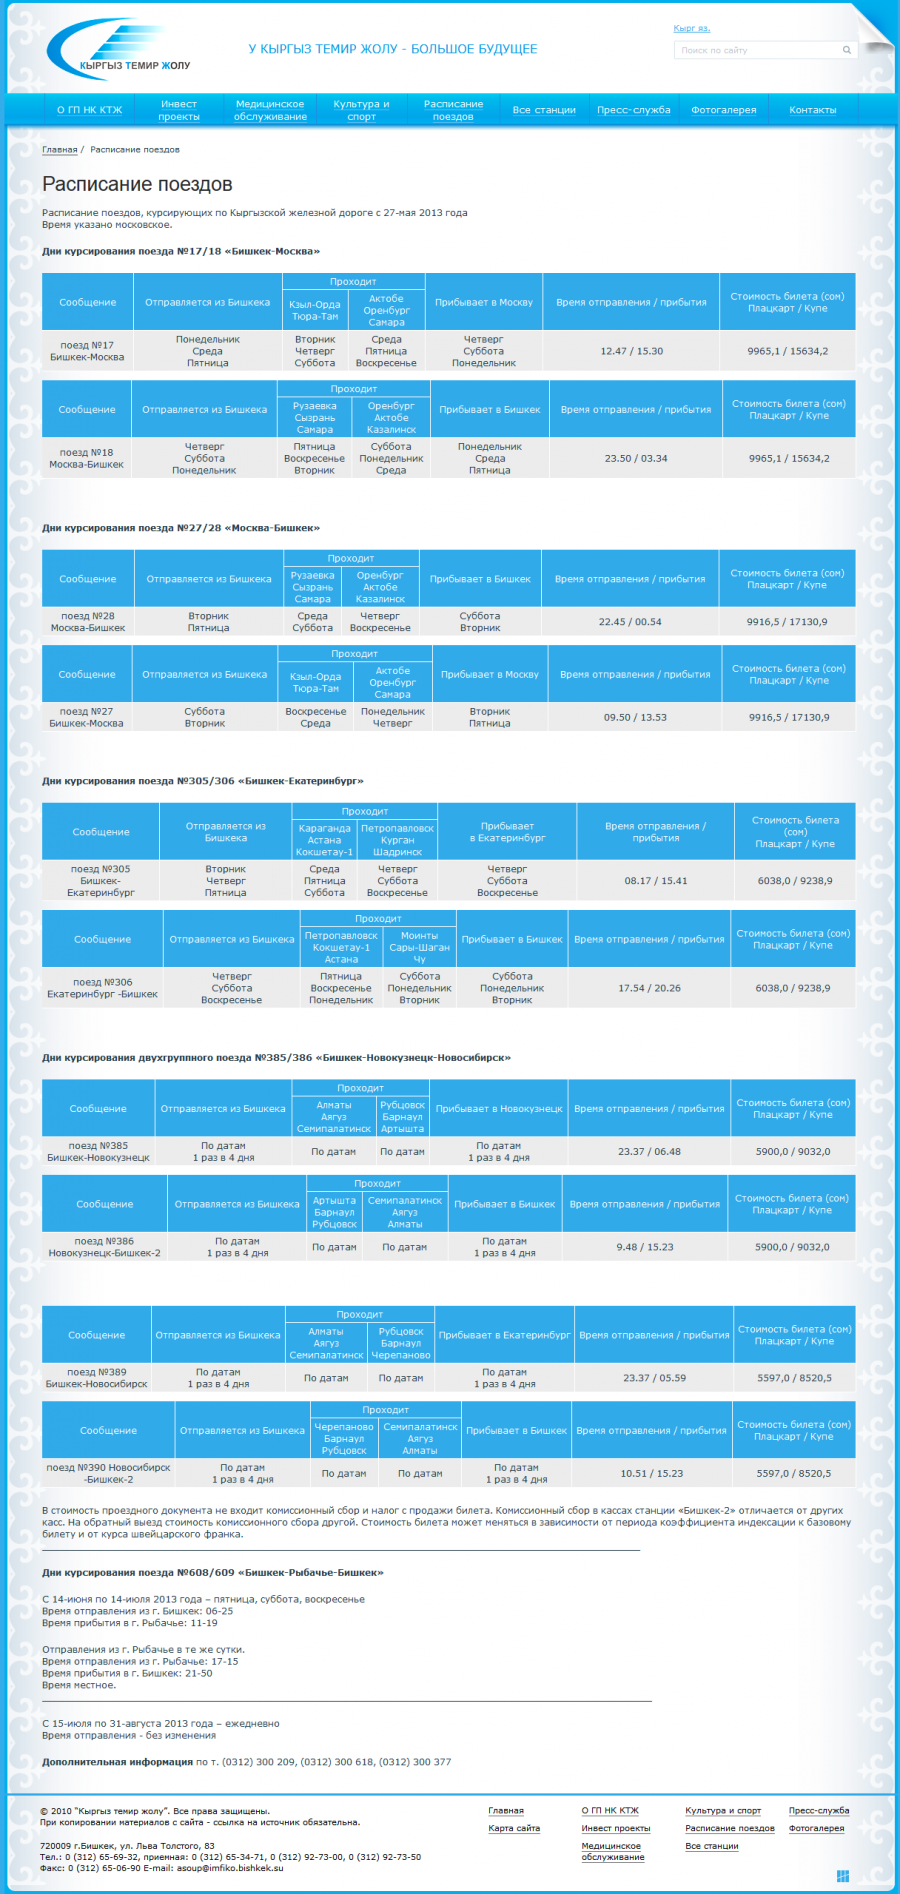 КЫРГЫЗ ТЕМИР ЖОЛУ
У КЫРГЫЗ ТЕМИР ЖОЛУ - БОЛЬШОЕ БУДУЩЕЕ
Кырг яз.
Поиск по сайту
О ГП НК КТЖ
Инвест
проекты
Медицинское
обслуживание
Культура и
спорт
Расписание
поездов
Все станции
Пресс-служба
Фотогалерея
Контакты
Главная / Расписание поездов
Расписание поездов
Расписание поездов, курсирующих по Кыргызской железной дороге с 27-мая 2013 года
Время указано московское.
Дни курсирования поезда №17/18 «Бишкек-Москва»
Сообщение
Отправляется из Бишкека
Проходит
Кзыл-Орда
Тюра-Там
Актобе
Оренбург
Самара
Прибывает в Москву
Время отправления / прибытия
Стоимость билета (сом)
Плацкарт / Купе
поезд №17
Бишкек-Москва
Понедельник
Среда
Пятница
Вторник
Четверг
Суббота
Среда
Пятница
Воскресенье
Четверг
Суббота
Понедельник
12.47 / 15.30
9965,1 / 15634,2
Сообщение
Отправляется из Бишкека
Проходит
Рузаевка
Сызрань
Самара
Оренбург
Актобе
Казалинск
Прибывает в Бишкек
Время отправления / прибытия
Стоимость билета (сом)
Плацкарт / Купе
поезд №18
Москва-Бишкек
Четверг
Суббота
Понедельник
Пятница
Воскресенье
Вторник
Суббота
Понедельник
Среда
Понедельник
Среда
Пятница
23.50 / 03.34
9965,1 / 15634,2
Дни курсирования поезда №27/28 «Москва-Бишкек»
Сообщение
Отправляется из Бишкека
Проходит
Рузаевка
Сызрань
Самара
Оренбург
Актобе
Казалинск
Прибывает в Бишкек
Время отправления / прибытия
Стоимость билета (сом)
Плацкарт / Купе
поезд №28
Москва-Бишкек
Вторник
Пятница
Среда
Суббота
Четверг
Воскресенье
Суббота
Вторник
22.45 / 00.54
9916,5 / 17130,9
Сообщение
Отправляется из Бишкека
Проходит
Кзыл-Орда
Тюра-Там
Актобе
Оренбург
Самара
Прибывает в Москву
Время отправления / прибытия
Стоимость билета (сом)
Плацкарт / Купе
поезд №27
Бишкек-Москва
Суббота
Вторник
Воскресенье
Среда
Понедельник
Четверг
Вторник
Пятница
09.50 / 13.53
9916,5 / 17130,9
Дни курсирования поезда №305/306 «Бишкек-Екатеринбург»
Сообщение
Отправляется из
Бишкека
Проходит
Караганда
Астана
Кокшетау-1
Петропавловск
Курган
Шадринск
Прибывает
в Екатеринбург
Время отправления /
прибытия
Стоимость билета
(сом)
Плацкарт / Купе
поезд №305
Бишкек-
Екатеринбург
Вторник
Четверг
Пятница
Среда
Пятница
Суббота
Четверг
Суббота
Воскресенье
Четверг
Суббота
Воскресенье
08.17 / 15.41
6038,0 / 9238,9
Сообщение
Отправляется из Бишкека
Проходит
Петропавловск
Кокшетау-1
Астана
Моинты
Сары-Шаган
Чу
Прибывает в Бишкек
Время отправления / прибытия
Стоимость билета (сом)
Плацкарт / Купе
поезд №306
Екатеринбург -Бишкек
Четверг
Суббота
Воскресенье
Пятница
Воскресенье
Понедельник
Суббота
Понедельник
Вторник
Суббота
Понедельник
Вторник
17.54 / 20.26
6038,0 / 9238,9
Дни курсирования двухгруппного поезда №385/386 «Бишкек-Новокузнецк-Новосибирск»
Сообщение
Отправляется из Бишкека
Проходит
Алматы
Аягуз
Семипалатинск
Рубцовск
Барнаул
Артышта
Прибывает в Новокузнецк
Время отправления / прибытия
Стоимость билета (сом)
Плацкарт / Купе
поезд №385
Бишкек-Новокузнецк
По датам
1 раз в 4 дня
По датам
По датам
По датам
1 раз в 4 дня
23.37 / 06.48
5900,0 / 9032,0
Сообщение
Отправляется из Бишкека
Проходит
Артышта
Барнаул
Рубцовск
Семипалатинск
Аягуз
Алматы
Прибывает в Бишкек
Время отправления / прибытия
Стоимость билета (сом)
Плацкарт / Купе
поезд №386
Новокузнецк-Бишкек-2
По датам
1 раз в 4 дня
По датам
По датам
По датам
1 раз в 4 дня
9.48 / 15.23
5900,0 / 9032,0
Сообщение
Отправляется из Бишкека
Проходит
Алматы
Аягуз
Семипалатинск
Рубцовск
Барнаул
Черепаново
Прибывает в Екатеринбург
Время отправления / прибытия
Стоимость билета (сом)
Плацкарт / Купе
поезд №389
Бишкек-Новосибирск
По датам
1 раз в 4 дня
По датам
По датам
По датам
1 раз в 4 дня
23.37 / 05.59
5597,0 / 8520,5
Сообщение
Отправляется из Бишкека
Проходит
Черепаново
Барнаул
Рубцовск
Семипалатинск
Аягуз
Алматы
Прибывает в Бишкек
Время отправления / прибытия
Стоимость билета (сом)
Плацкарт / Купе
поезд №390 Новосибирск
-Бишкек-2
По датам
1 раз в 4 дня
По датам
По датам
По датам
1 раз в 4 дня
10.51 / 15.23
5597,0 / 8520,5
В стоимость проездного документа не входит комиссионный сбор и налог с продажи билета. Комиссионный сбор в кассах станции «Бишкек-2» отличается от других
касс. На обратный выезд стоимость комиссионного сбора другой. Стоимость билета может меняться в зависимости от периода коэффициента индексации к базовому
билету и от курса швейцарского франка.
Дни курсирования поезда №608/609 «Бишкек-Рыбачье-Бишкек»
С 14-июня по 14-июля 2013 года – пятница, суббота, воскресенье
Время отправления из г. Бишкек: 06-25
Время прибытия в г. Рыбачье: 11-19
Отправления из г. Рыбачье в те же сутки.
Время отправления из г. Рыбачье: 17-15
Время прибытия в г. Бишкек: 21-50
Время местное.
С 15-июля по 31-августа 2013 года – ежедневно
Время отправления - без изменения
Дополнительная информация по т. (0312) 300 209, (0312) 300 618, (0312) 300 377
© 2010 "Кыргыз темир жолу". Все права защищены.
При копировании материалов с сайта - ссылка на источник обязательна.
720009 г.Бишкек, ул. Льва Толстого, 83
Тел.: 0 (312) 65-69-32, приемная: 0 (312) 65-34-71, 0 (312) 92-73-00, 0 (312) 92-73-50
Факс: 0 (312) 65-06-90 E-mail: asoup@imfiko.bishkek.su
Главная
Карта сайта
О ГП НК КТЖ
Инвест проекты
Медицинское
обслуживание
Культура и спорт
Расписание поездов
Все станции
Пресс-служба
Фотогалерея